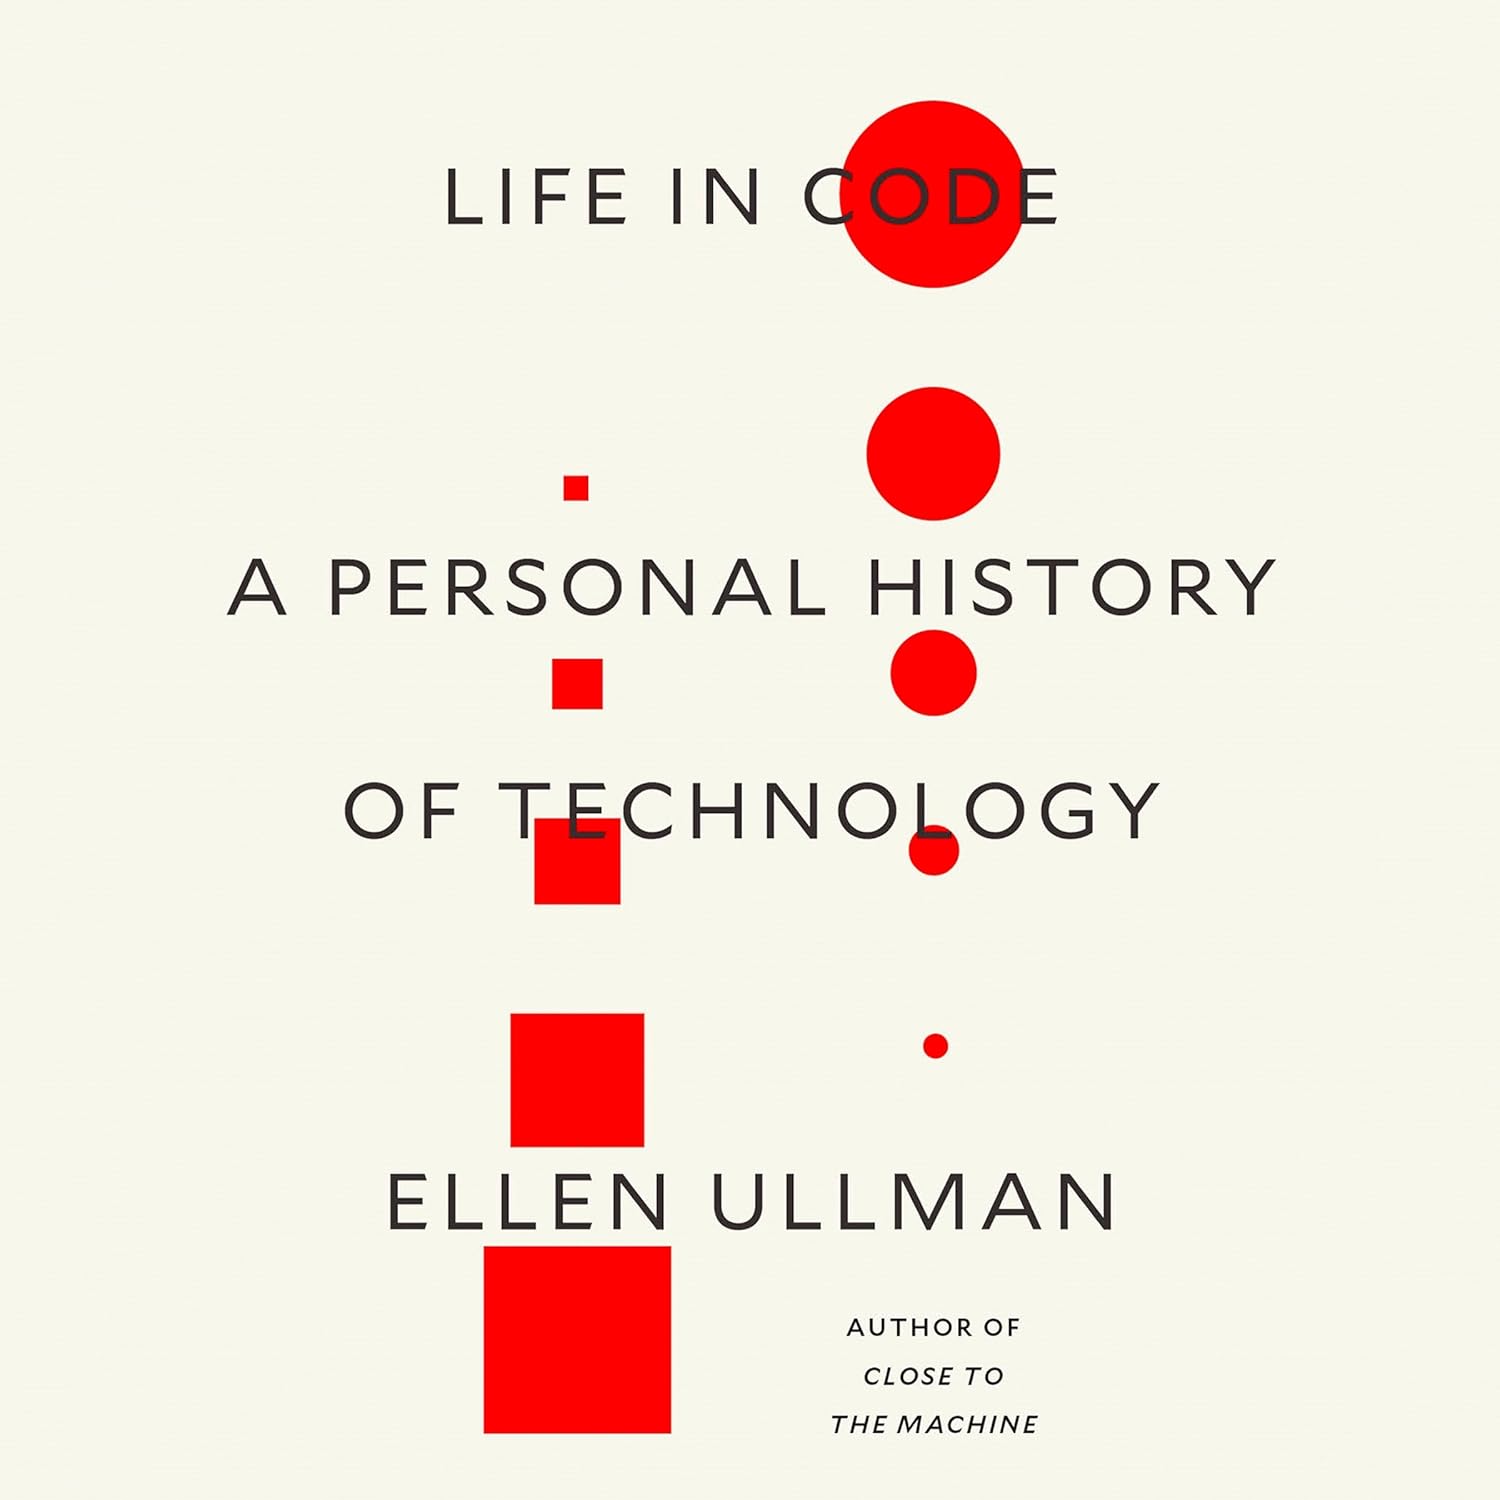 LIFE IN CODE
A PERSONAL HISTORY
OF TECHNOLOGY
ELLEN ULLMAN
AUTHOR OF
CLOSE TO
THE MACHINE